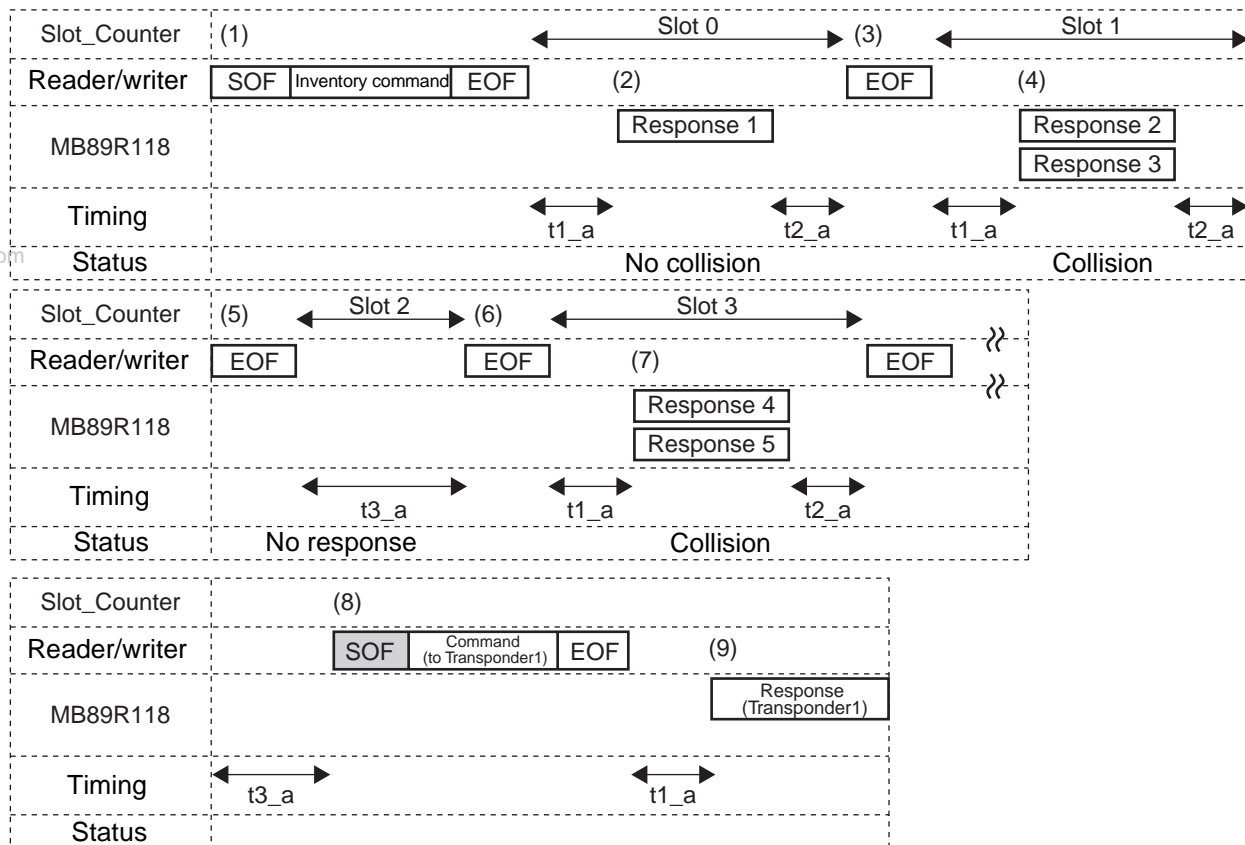 Slot_Counter (1) Slot 0 (3) Slot 1
Reader/writer SOF Inventory command EOF (2) EOF (4)
MB89R118 Response 1 Response 2
Response 3
Timing t1_a t2_a t1_a t2_a
om
Status No collision Collision
Slot_Counter (5) Slot 2 (6) Slot 3
Reader/writer EOF EOF (7) EOF
MB89R118 Response 4
Response 5
Timing t3_a t1_a t2_a
Status No response Collision
Slot_Counter (8)
Reader/writer SOF Command (to Transponder1) EOF (9)
MB89R118 Response (Transponder1)
Timing t3_a t1_a
Status